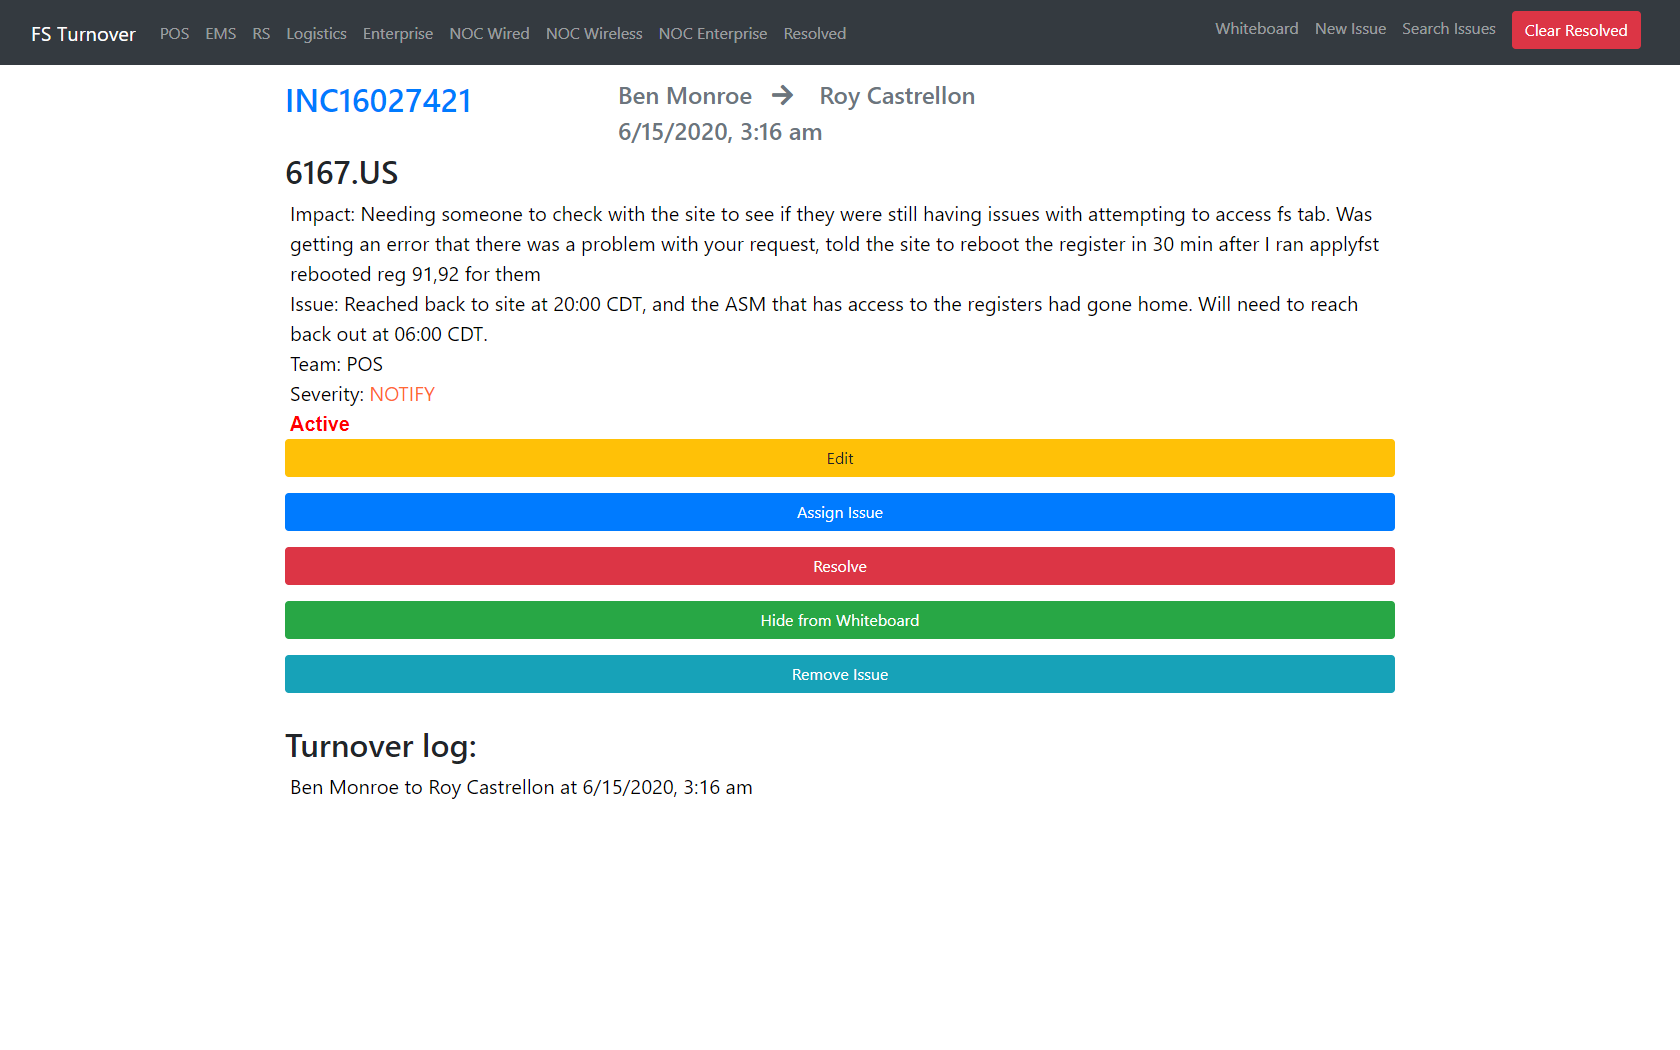 FS Turnover POS EMS RS Logistics Enterprise NOC Wired NOC Wireless NOC Enterprise Resolved Whiteboard New Issue Search Issues Clear Resolved
INC16027421
Ben Monroe → Roy Castrellon
6/15/2020, 3:16 am
6167.US
Impact: Needing someone to check with the site to see if they were still having issues with attempting to access fs tab. Was
getting an error that there was a problem with your request, told the site to reboot the register in 30 min after I ran applyfst
rebooted reg 91,92 for them
Issue: Reached back to site at 20:00 CDT, and the ASM that has access to the registers had gone home. Will need to reach
back out at 06:00 CDT.
Team: POS
Severity: NOTIFY
Active
Edit
Assign Issue
Resolve
Hide from Whiteboard
Remove Issue
Turnover log:
Ben Monroe to Roy Castrellon at 6/15/2020, 3:16 am